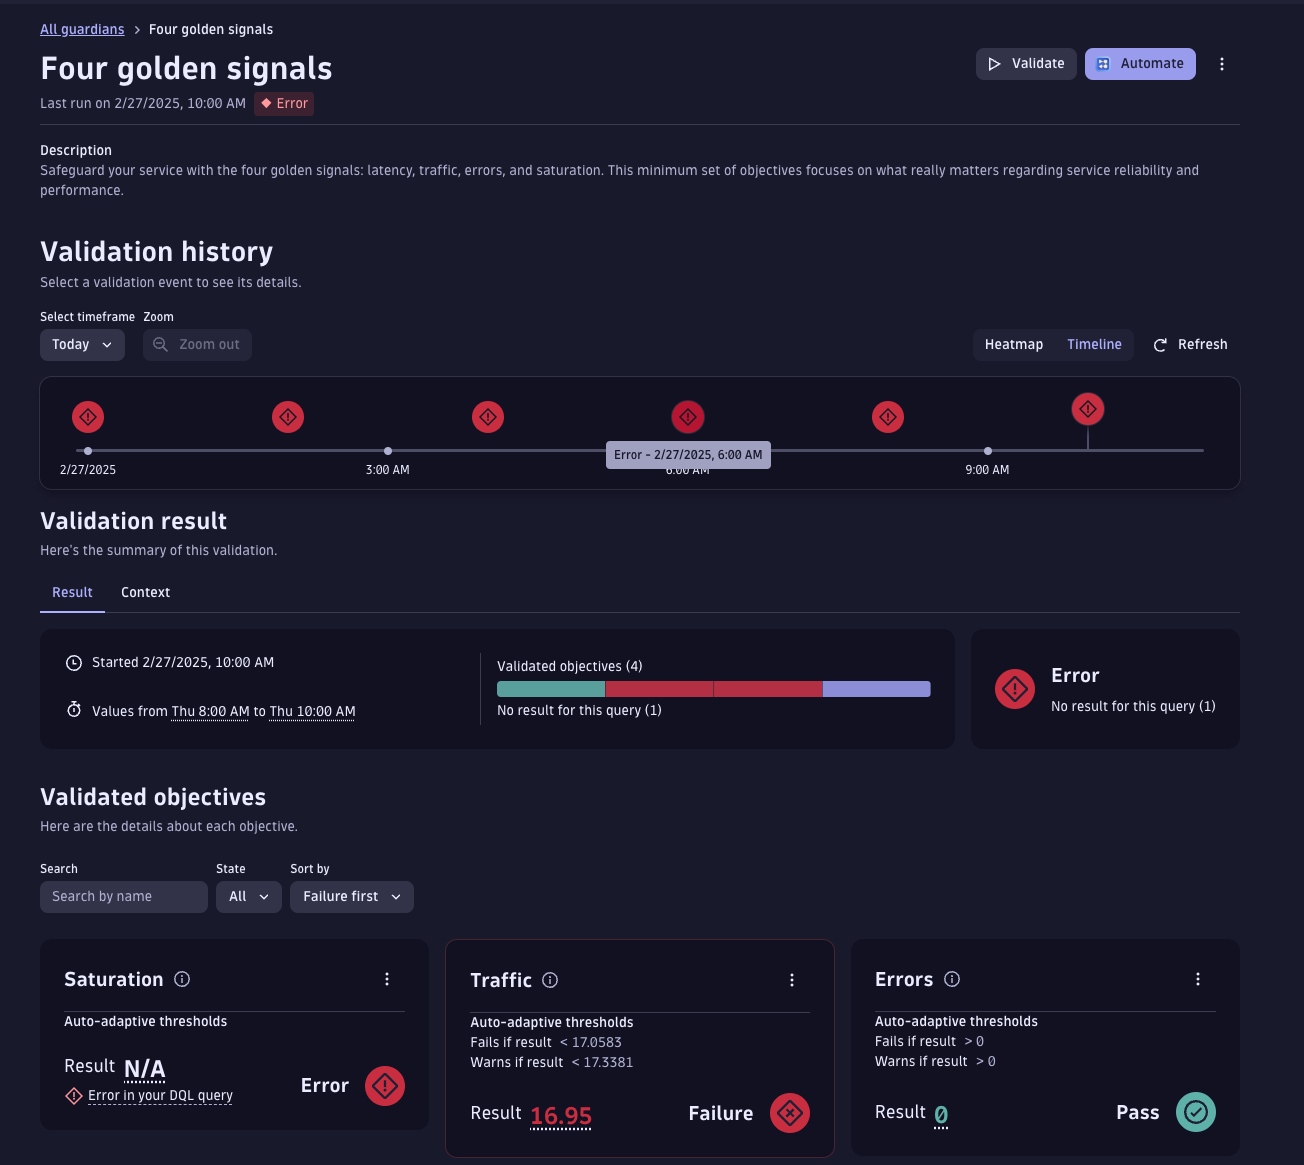 All guardians > Four golden signals
Four golden signals
Validate
Automate
Last run on 2/27/2025, 10:00 AM
Error
Description
Safeguard your service with the four golden signals: latency, traffic, errors, and saturation. This minimum set of objectives focuses on what really matters regarding service reliability and
performance.
Validation history
Select a validation event to see its details.
Select timeframe
Zoom
Today
Zoom out
Heatmap
Timeline
Refresh
Error - 2/27/2025, 6:00 AM
2/27/2025
3:00 AM
6:00 AM
9:00 AM
Validation result
Here's the summary of this validation.
Result
Context
Started 2/27/2025, 10:00 AM
Values from Thu 8:00 AM to Thu 10:00 AM
Validated objectives (4)
No result for this query (1)
Error
No result for this query (1)
Validated objectives
Here are the details about each objective.
Search
State
Sort by
Search by name
All
Failure first
Saturation
Auto-adaptive thresholds
Result N/A
Error in your DQL query
Error
Traffic
Auto-adaptive thresholds
Fails if result < 17.0583
Warns if result < 17.3381
Result 16.95
Failure
Errors
Auto-adaptive thresholds
Fails if result > 0
Warns if result > 0
Result 0
Pass